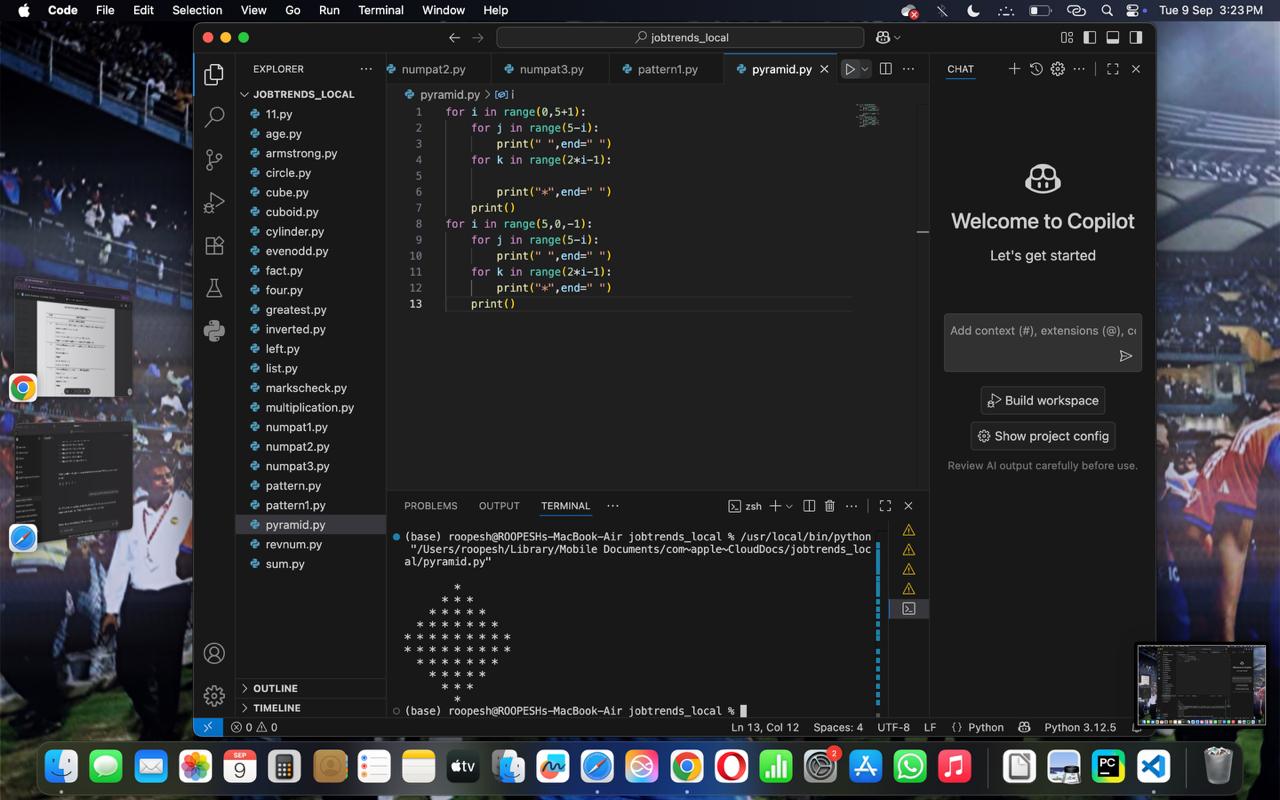 Code File Edit Selection View Go Run Terminal Window Help Tue 9 Sep 3:23 PM
jobtrends_local
EXPLORER
JOBTRENDS_LOCAL
11.py
age.py
armstrong.py
circle.py
cube.py
cuboid.py
cylinder.py
evenodd.py
fact.py
four.py
greatest.py
inverted.py
left.py
list.py
markscheck.py
multiplication.py
numpat1.py
numpat2.py
numpat3.py
pattern.py
pattern1.py
pyramid.py
revnum.py
sum.py
OUTLINE
TIMELINE
numpat2.py numpat3.py pattern1.py pyramid.py
pyramid.py > i
1 for i in range(0,5+1):
2 for j in range(5-i):
3 print(" ",end=" ")
4 for k in range(2*i-1):
5
6 print("*",end=" ")
7 print()
8 for i in range(5,0,-1):
9 for j in range(5-i):
10 print(" ",end=" ")
11 for k in range(2*i-1):
12 print("*",end=" ")
13 print()
PROBLEMS OUTPUT TERMINAL zsh
(base) roopesh@ROOPESHs-MacBook-Air jobtrends_local % /usr/local/bin/python
"/Users/roopesh/Library/Mobile Documents/com~apple~CloudDocs/jobtrends_loc
al/pyramid.py"
*
* * *
* * * * *
* * * * * * *
* * * * * * * * *
* * * * * * * * *
* * * * * * *
* * * * *
* * *
*
(base) roopesh@ROOPESHs-MacBook-Air jobtrends_local %
CHAT
Welcome to Copilot
Let's get started
Add context (#), extensions (@), co
Build workspace
Show project config
Review AI output carefully before use.
0 0 Ln 13, Col 12 Spaces: 4 UTF-8 LF {} Python Python 3.12.5
SEP
9
tv
2
PC